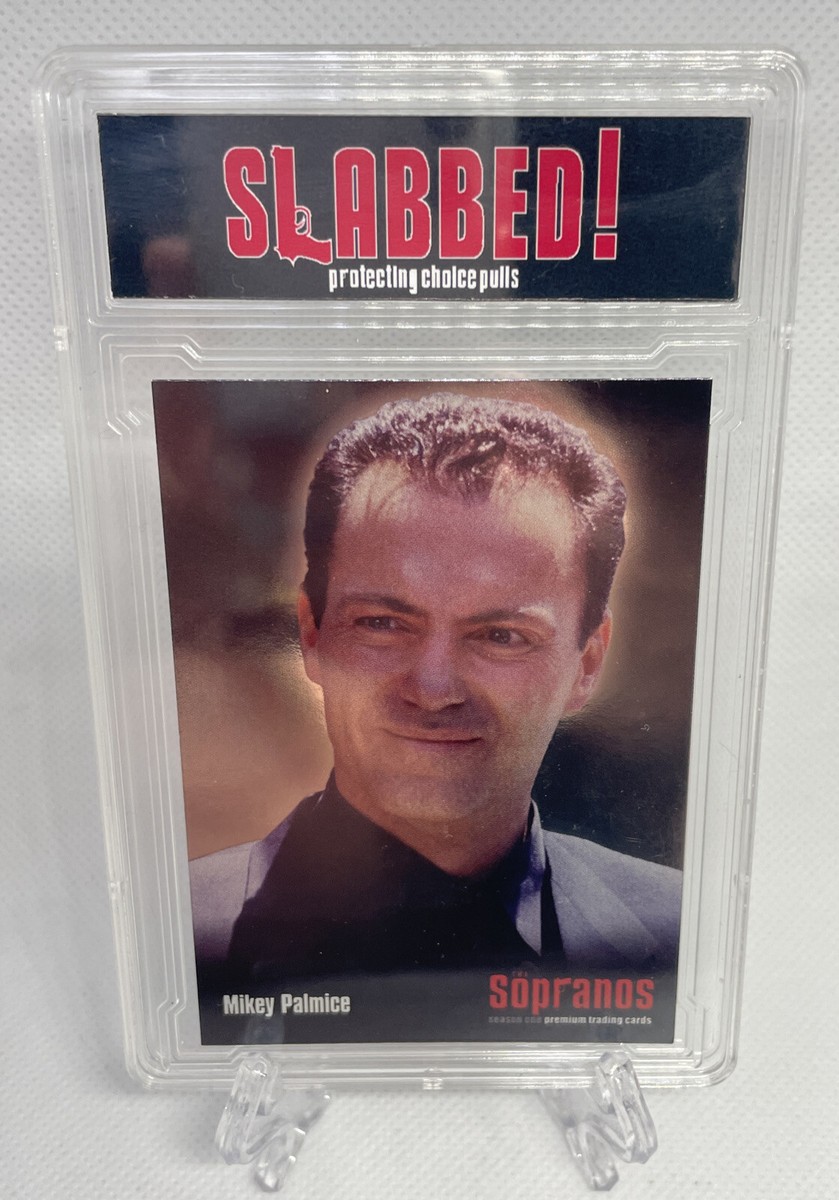 SLABBED!
protecting choice pulls
Mikey Palmice
THE
Sopranos
season one premium trading cards